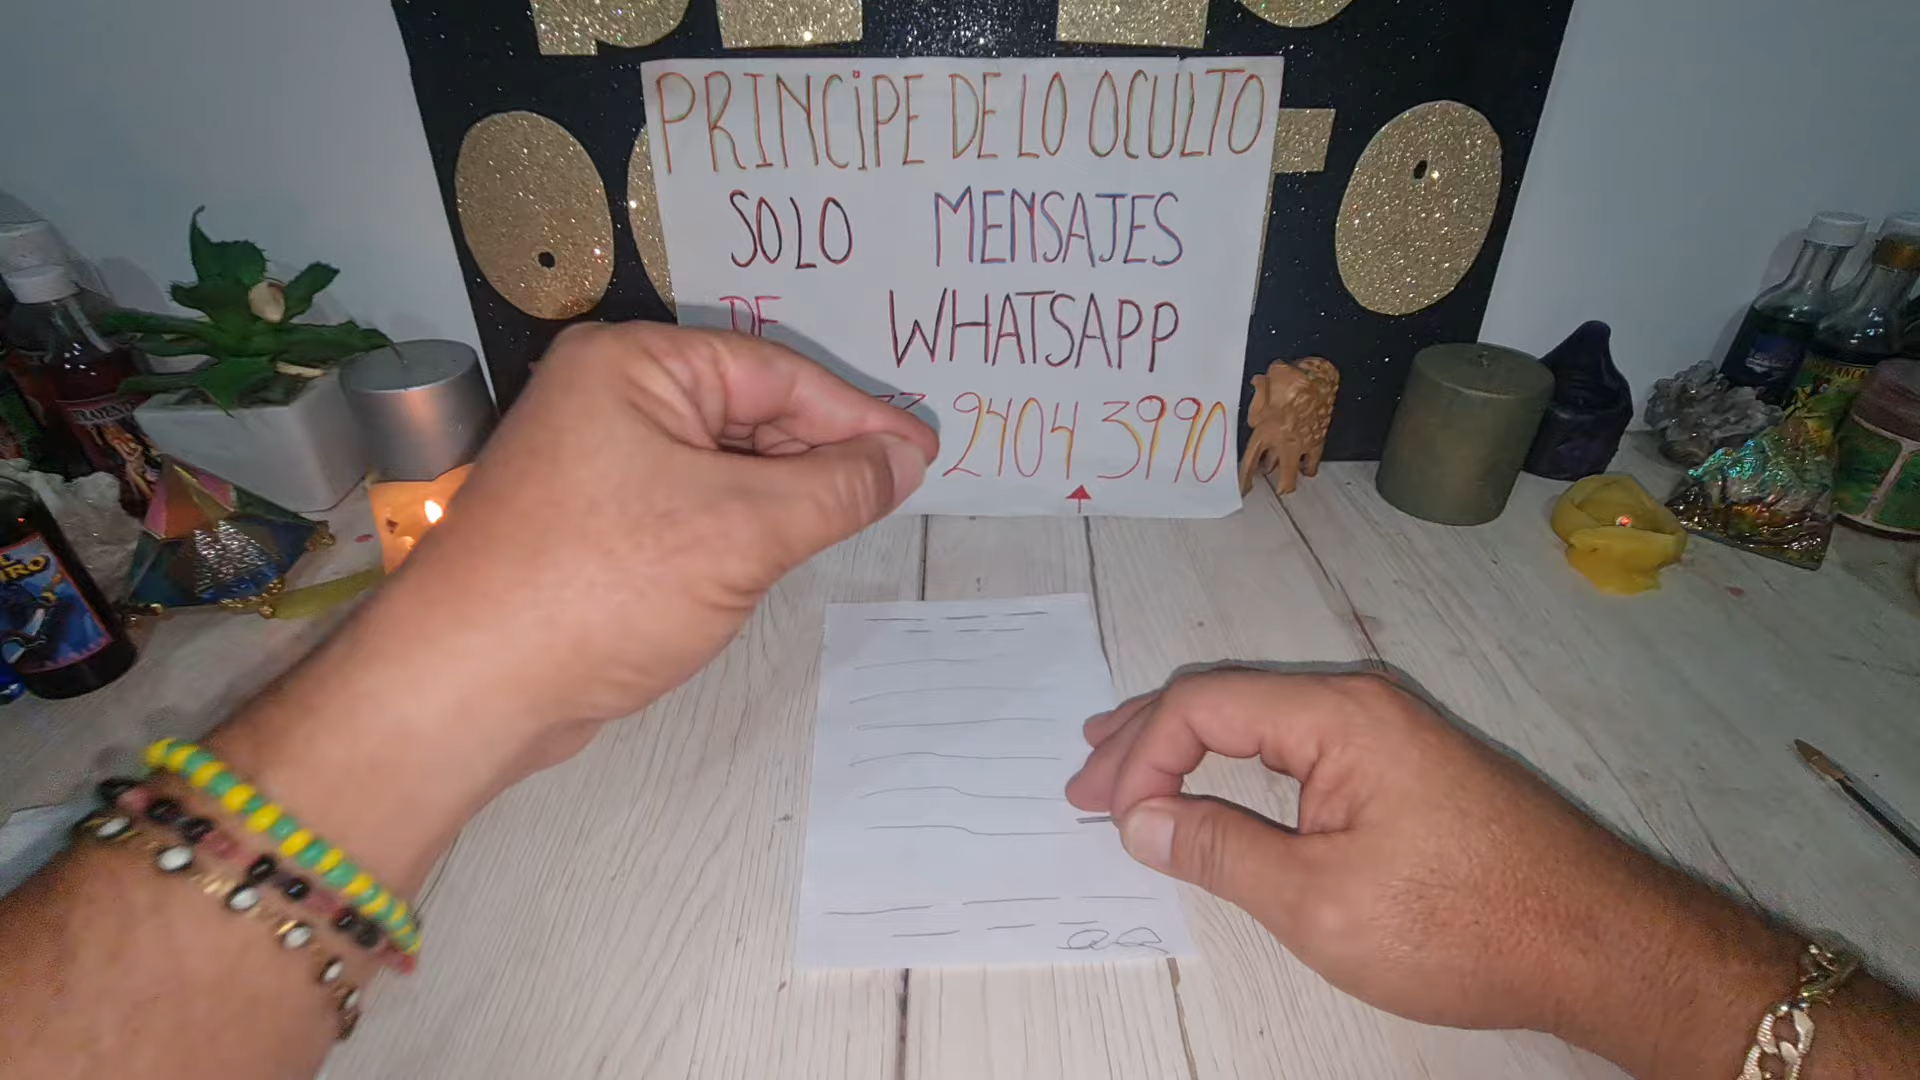 PRINCiPE DE LO OCULTO
SOLO MENSAJES
DE WHATSAPP
2404 3990